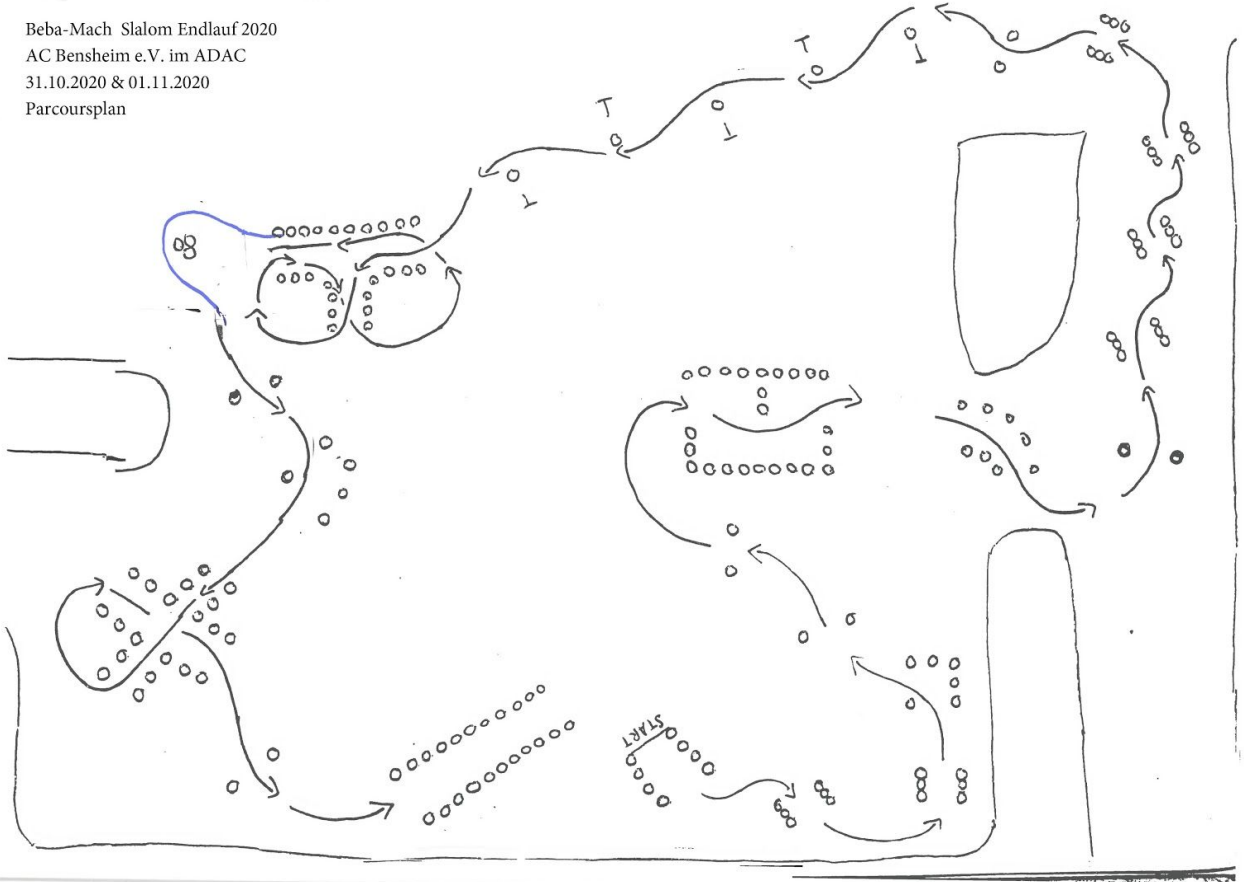 Beba-Mach Slalom Endlauf 2020
AC Bensheim e.V. im ADAC
31.10.2020 & 01.11.2020
Parcoursplan
T
T
START